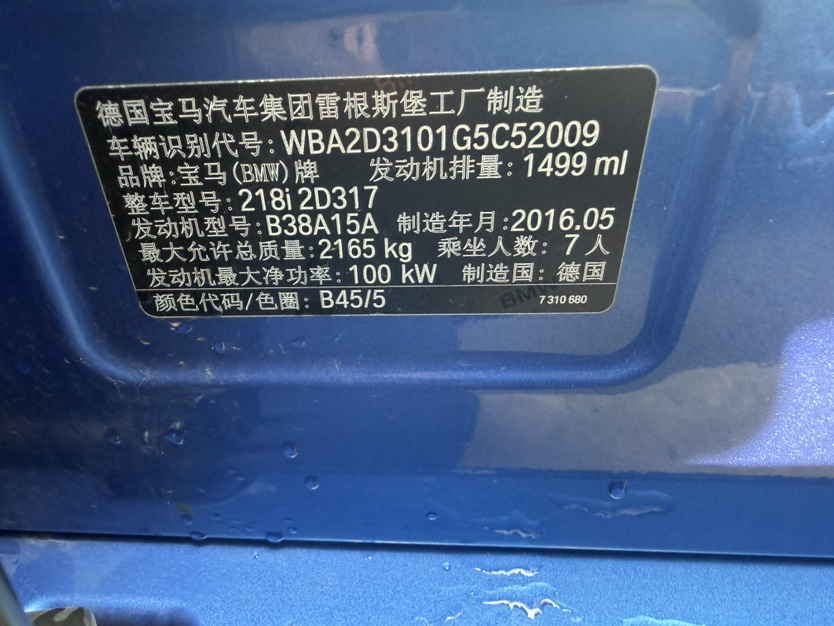 德国宝马汽车集团雷根斯堡工厂制造
车辆识别代号:WBA2D3101G5C52009
品牌:宝马(BMW)牌 发动机排量:1499 ml
整车型号:218i 2D317
发动机型号:B38A15A 制造年月:2016.05
最大允许总质量:2165 kg 乘坐人数: 7 人
发动机最大净功率:100 kW 制造国: 德国
颜色代码/色圈: B45/5 7 310 680